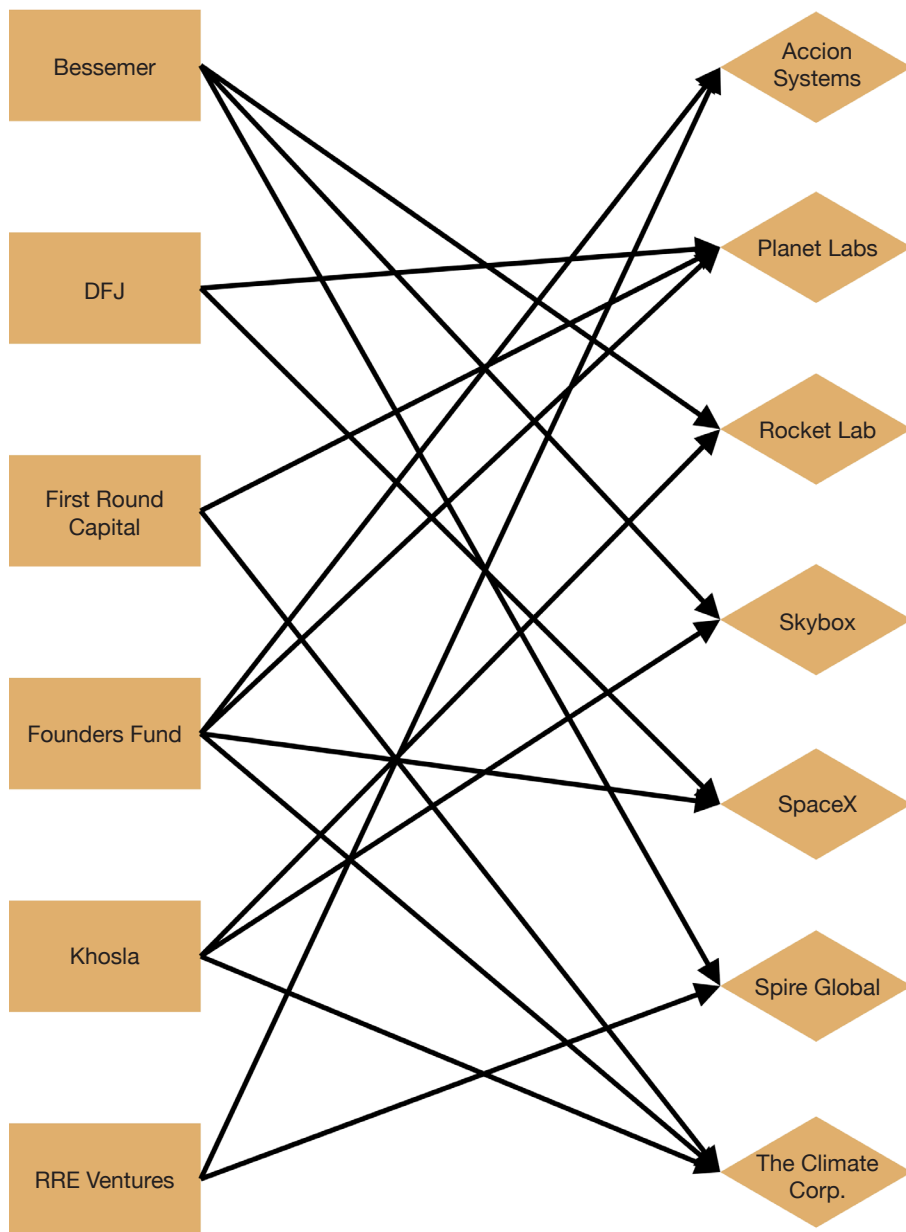 Bessemer
DFJ
First Round
Capital
Founders Fund
Khosla
RRE Ventures
Accion
Systems
Planet Labs
Rocket Lab
Skybox
SpaceX
Spire Global
The Climate
Corp.